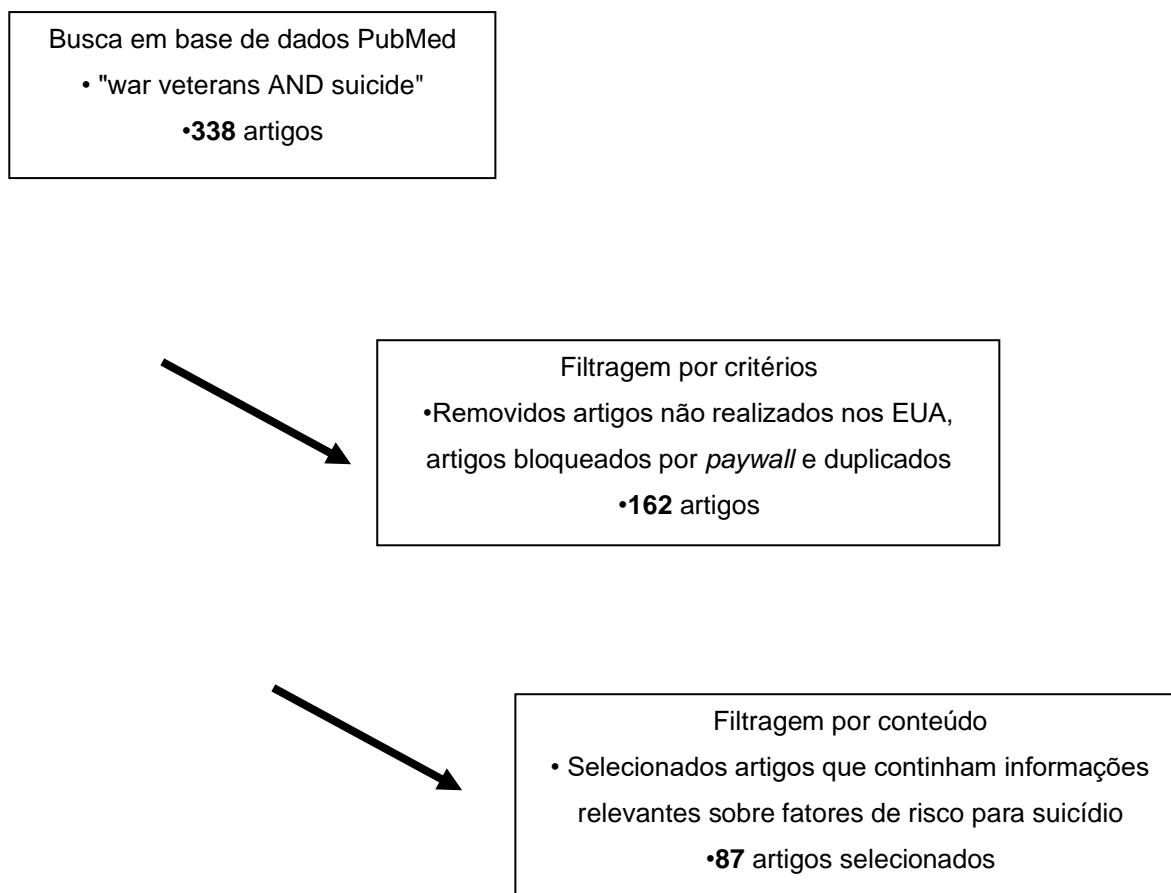 Busca em base de dados PubMed
• "war veterans AND suicide"
•338 artigos
Filtragem por critérios
•Removidos artigos não realizados nos EUA,
artigos bloqueados por paywall e duplicados
•162 artigos
Filtragem por conteúdo
• Selecionados artigos que continham informações
relevantes sobre fatores de risco para suicídio
•87 artigos selecionados